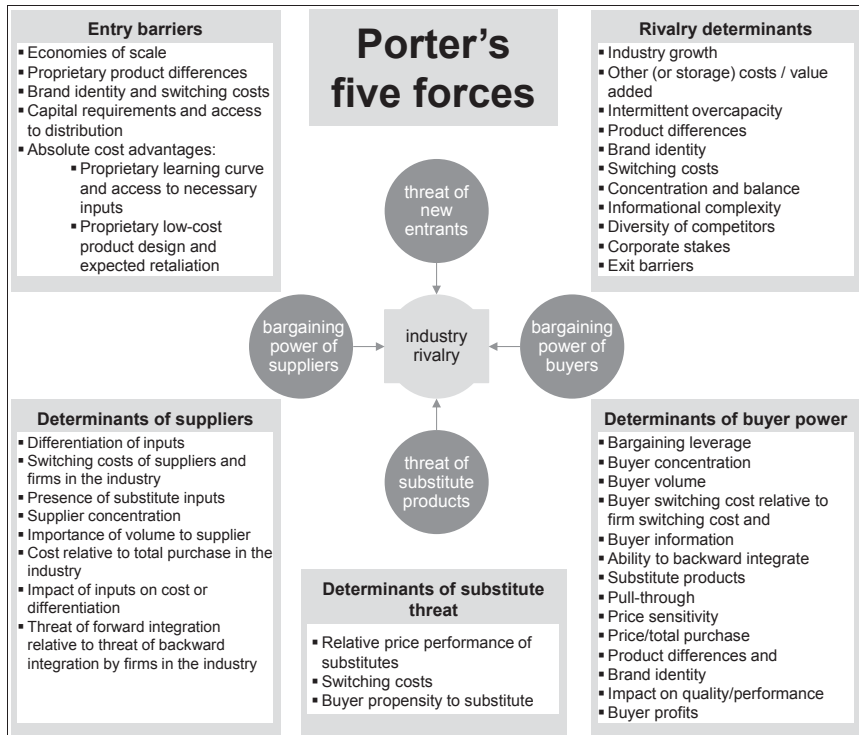 Entry barriers
▪ Economies of scale
▪ Proprietary product differences
▪ Brand identity and switching costs
▪ Capital requirements and access
to distribution
▪ Absolute cost advantages:
▪ Proprietary learning curve
and access to necessary
inputs
▪ Proprietary low-cost
product design and
expected retaliation
Porter's
five forces
Rivalry determinants
▪ Industry growth
▪ Other (or storage) costs / value
added
▪ Intermittent overcapacity
▪ Product differences
▪ Brand identity
▪ Switching costs
▪ Concentration and balance
▪ Informational complexity
▪ Diversity of competitors
▪ Corporate stakes
▪ Exit barriers
threat of
new
entrants
bargaining
power of
suppliers
industry
rivalry
bargaining
power of
buyers
threat of
substitute
products
Determinants of suppliers
▪ Differentiation of inputs
▪ Switching costs of suppliers and
firms in the industry
▪ Presence of substitute inputs
▪ Supplier concentration
▪ Importance of volume to supplier
▪ Cost relative to total purchase in the
industry
▪ Impact of inputs on cost or
differentiation
▪ Threat of forward integration
relative to threat of backward
integration by firms in the industry
Determinants of substitute
threat
▪ Relative price performance of
substitutes
▪ Switching costs
▪ Buyer propensity to substitute
Determinants of buyer power
▪ Bargaining leverage
▪ Buyer concentration
▪ Buyer volume
▪ Buyer switching cost relative to
firm switching cost and
▪ Buyer information
▪ Ability to backward integrate
▪ Substitute products
▪ Pull-through
▪ Price sensitivity
▪ Price/total purchase
▪ Product differences and
▪ Brand identity
▪ Impact on quality/performance
▪ Buyer profits